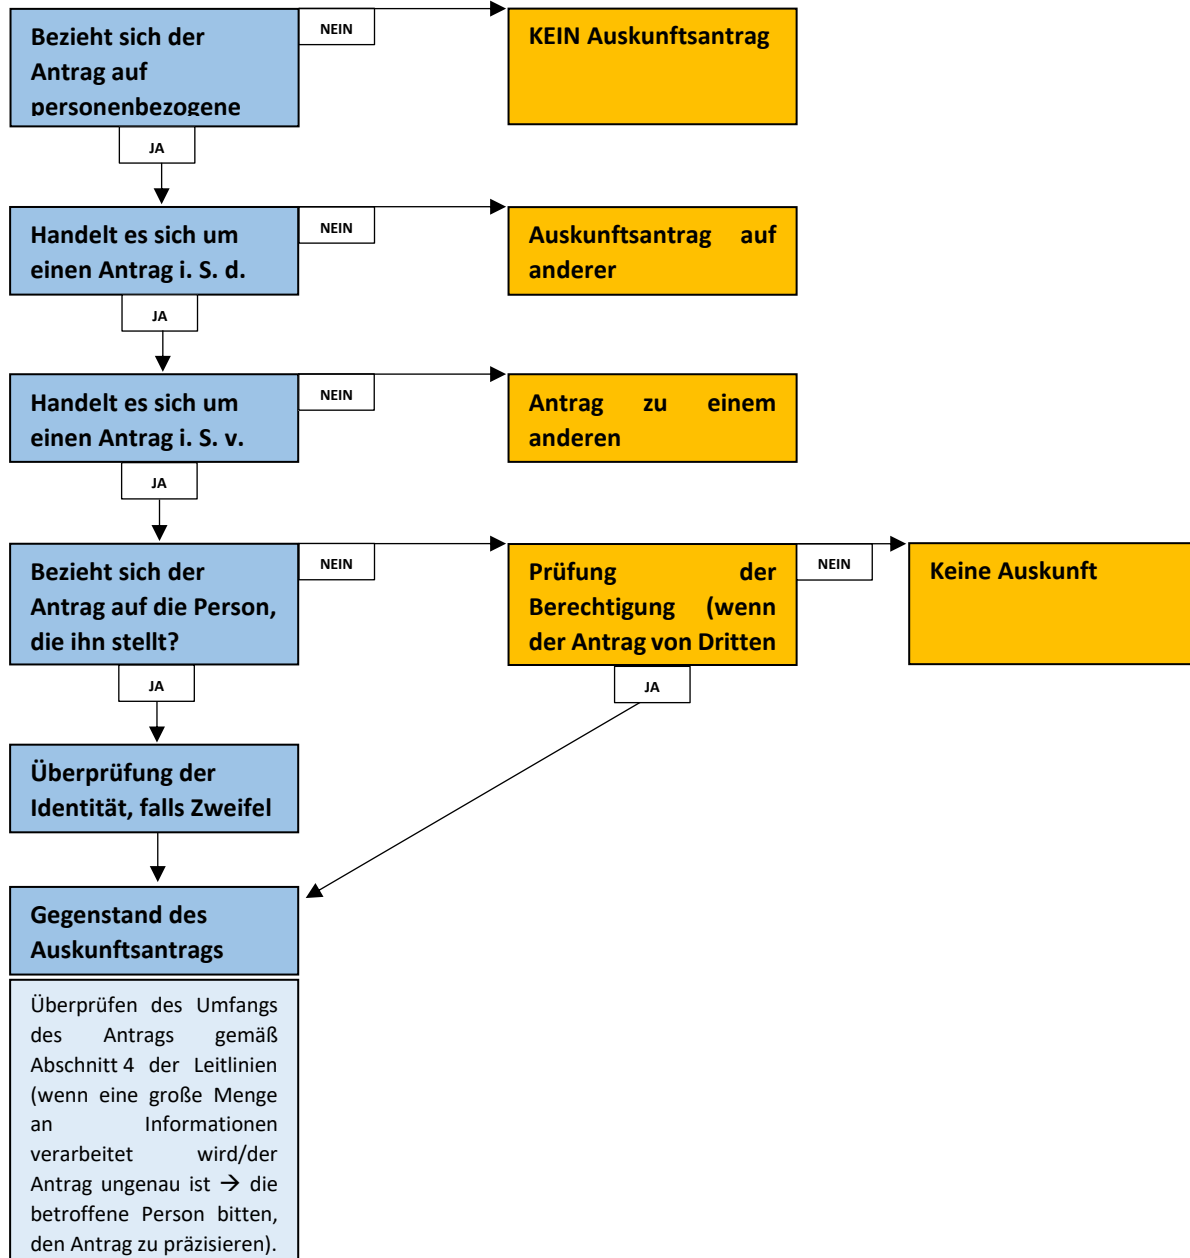 Bezieht sich der
Antrag auf
personenbezogene
NEIN
KEIN Auskunftsantrag
JA
Handelt es sich um
einen Antrag i. S. d.
NEIN
Auskunftsantrag auf
anderer
JA
Handelt es sich um
einen Antrag i. S. v.
NEIN
Antrag zu einem
anderen
JA
Bezieht sich der
Antrag auf die Person,
die ihn stellt?
NEIN
Prüfung der
Berechtigung (wenn
der Antrag von Dritten
NEIN
Keine Auskunft
JA
JA
Überprüfung der
Identität, falls Zweifel
Gegenstand des
Auskunftsantrags
Überprüfen des Umfangs
des Antrags gemäß
Abschnitt 4 der Leitlinien
(wenn eine große Menge
an Informationen
verarbeitet wird/der
Antrag ungenau ist → die
betroffene Person bitten,
den Antrag zu präzisieren).